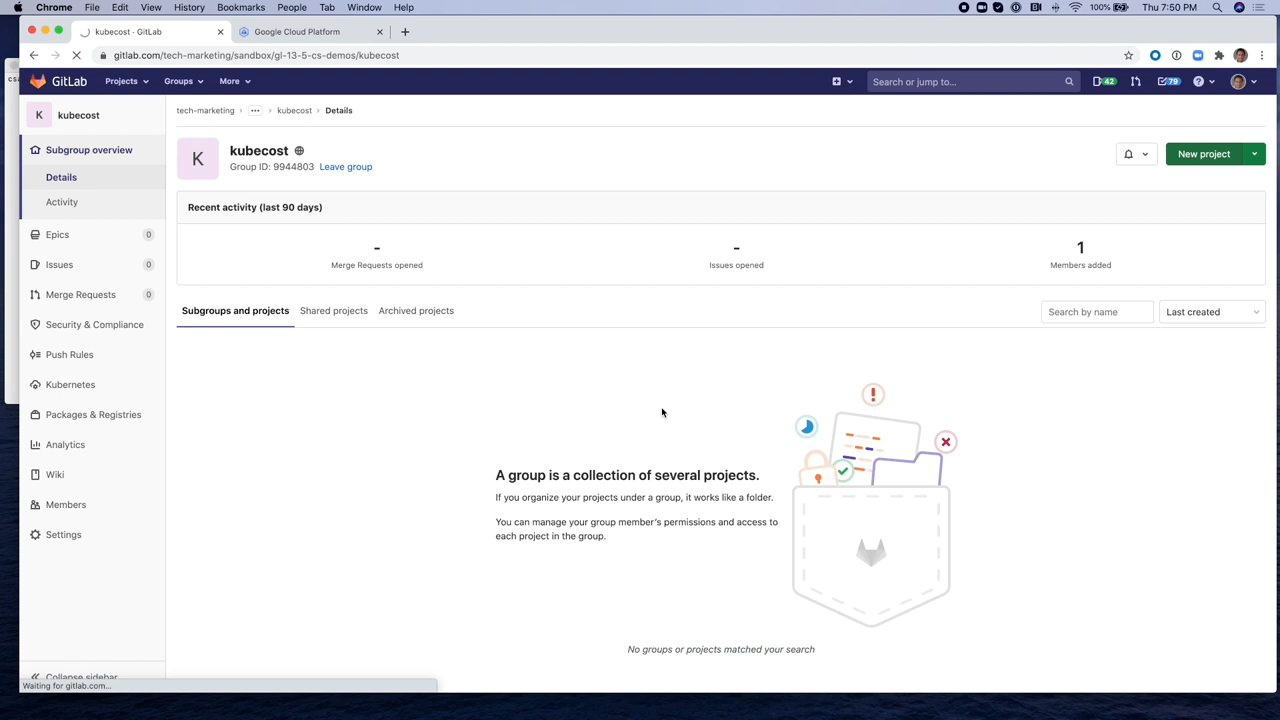 Chrome File Edit View History Bookmarks People Tab Window Help 100% Thu 7:50 PM
kubecost · GitLab Google Cloud Platform
gitlab.com/tech-marketing/sandbox/gl-13-5-cs-demos/kubecost
GitLab Projects Groups More Search or jump to... 42 79
K kubecost
tech-marketing › ... › kubecost › Details
Subgroup overview
Details
Activity
Epics 0
Issues 0
Merge Requests 0
Security & Compliance
Push Rules
Kubernetes
Packages & Registries
Analytics
Wiki
Members
Settings
Collapse sidebar
Waiting for gitlab.com...
K
kubecost
Group ID: 9944803 Leave group
New project
Recent activity (last 90 days)
- - 1
Merge Requests opened Issues opened Members added
Subgroups and projects Shared projects Archived projects Search by name Last created
A group is a collection of several projects.
If you organize your projects under a group, it works like a folder.
You can manage your group member's permissions and access to
each project in the group.
No groups or projects matched your search